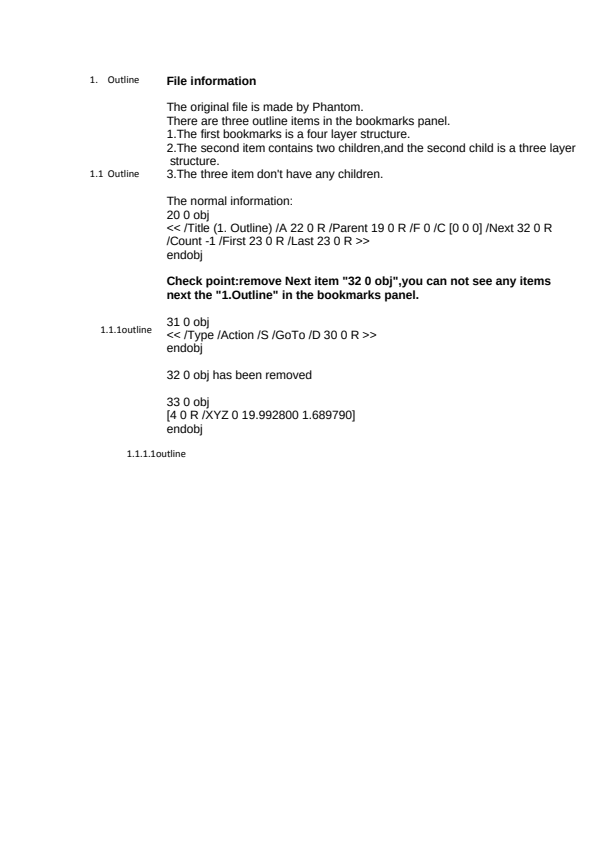 1. Outline
File information
The original file is made by Phantom.
There are three outline items in the bookmarks panel.
1.The first bookmarks is a four layer structure.
2.The second item contains two children,and the second child is a three layer
structure.
1.1 Outline
3.The three item don't have any children.
The normal information:
20 0 obj
<< /Title (1. Outline) /A 22 0 R /Parent 19 0 R /F 0 /C [0 0 0] /Next 32 0 R
/Count -1 /First 23 0 R /Last 23 0 R >>
endobj
Check point:remove Next item "32 0 obj",you can not see any items
next the "1.Outline" in the bookmarks panel.
31 0 obj
1.1.1outline
<< /Type /Action /S /GoTo /D 30 0 R >>
endobj
32 0 obj has been removed
33 0 obj
[4 0 R /XYZ 0 19.992800 1.689790]
endobj
1.1.1.1outline